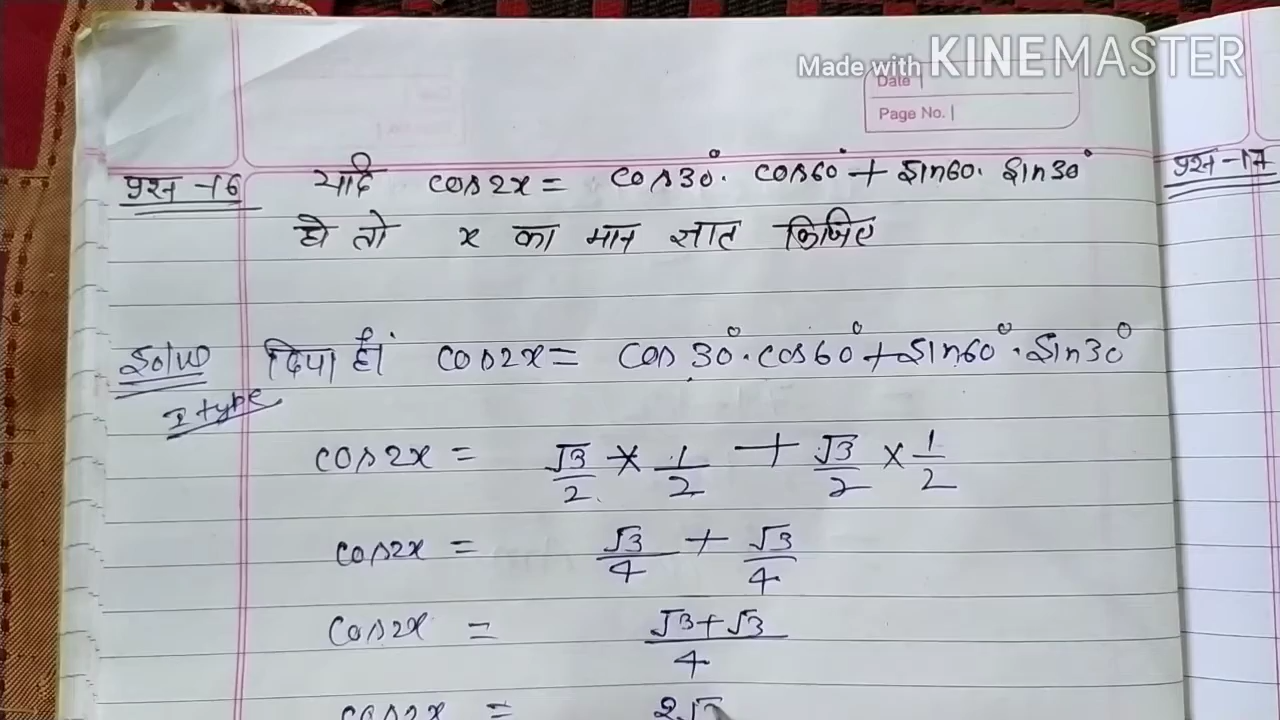 Made with KINEMASTER
Date |
Page No. |
प्रश्न -16 यदि cos2x = cos30°. cos60° + sin60. sin30°
हो तो x का मान ज्ञात किजिए
प्रश्न -17
Solve दिया है। cos2x = cos30°.cos60° + sin60°.sin30°
I type
cos2x = √3/2 × 1/2 + √3/2 × 1/2
cos2x = √3/4 + √3/4
cos2x = √3+√3/4
cos2x =